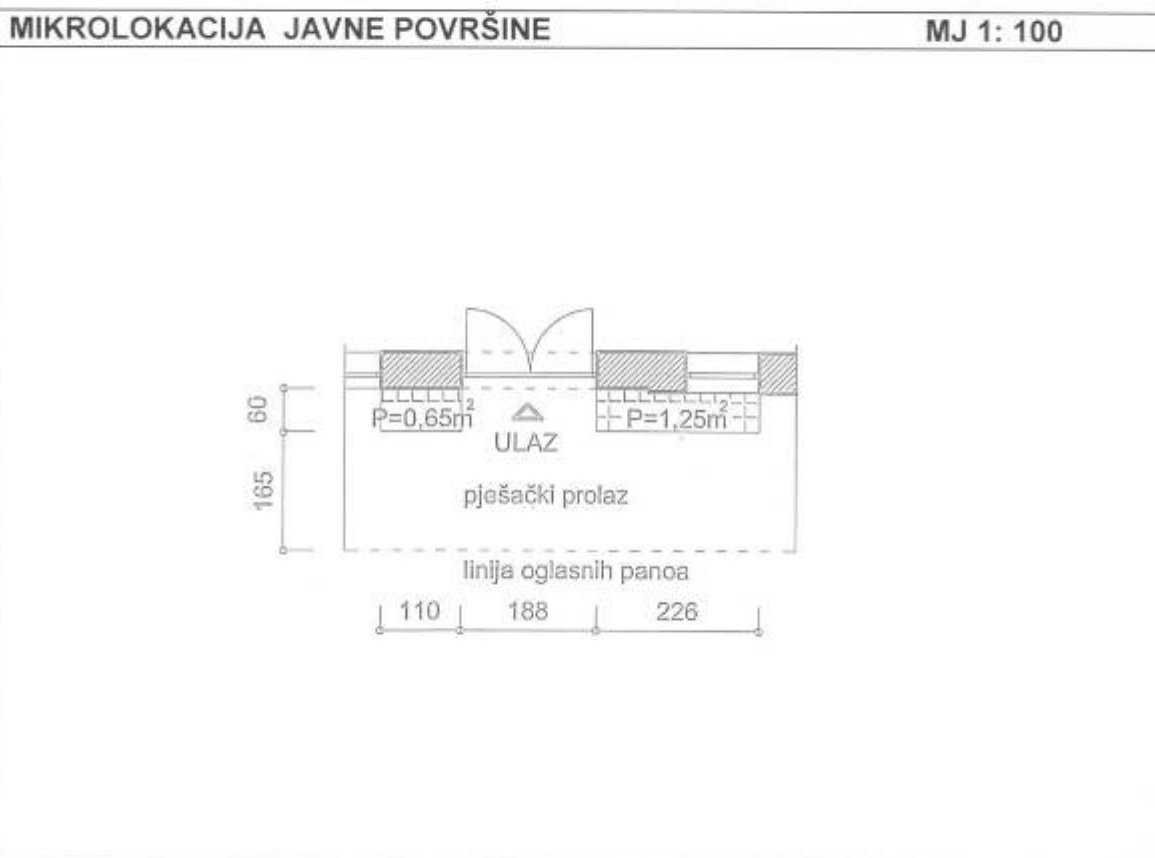 MIKROLOKACIJA JAVNE POVRŠINE MJ 1: 100
60
P=0,65m²
P=1,25m²
ULAZ
165
pješački prolaz
linija oglasnih panoa
110 188 226